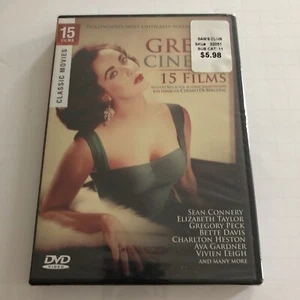 15
FILMS
CLASSIC MOVIES
GRE
CINE
15 FILMS
SAM'S CLUB
$5.98
SEAN CONNERY
ELIZABETH TAYLOR
GREGORY PECK
BETTE DAVIS
CHARLTON HESTON
AVA GARDNER
VIVIEN LEIGH
AND MANY MORE
DVD
VIDEO